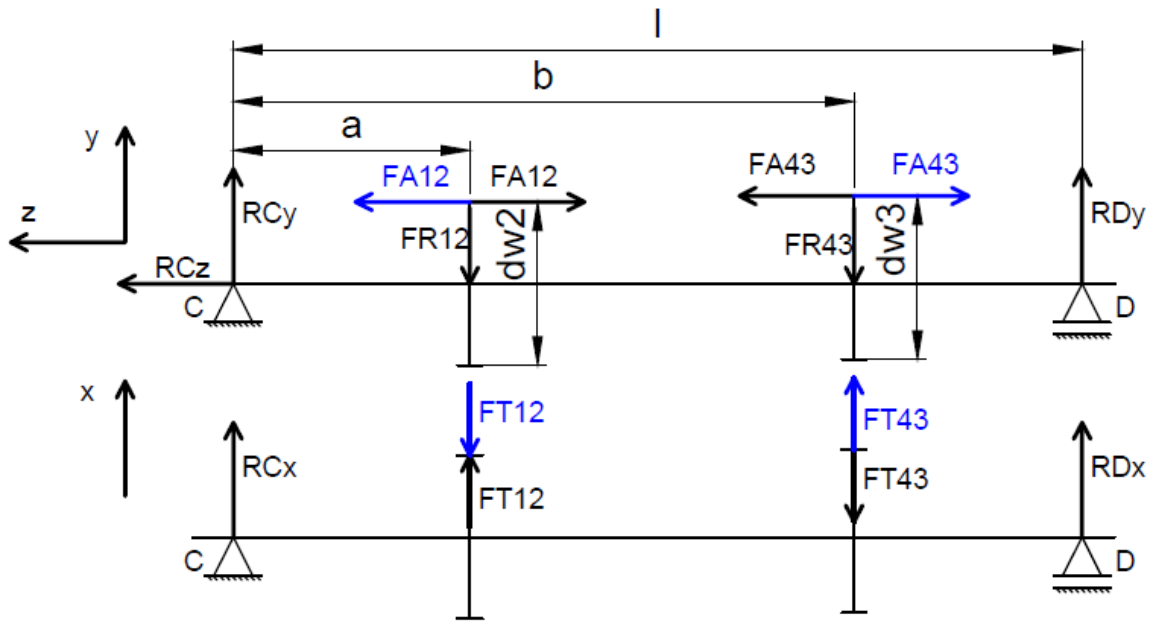 l
b
a
y
FA12 FA12 FA43 FA43
z RCy FR12 dw2 FR43 dw3 RDy
RCz
C D
x FT12 FT43
RCx FT12 FT43 RDx
C D